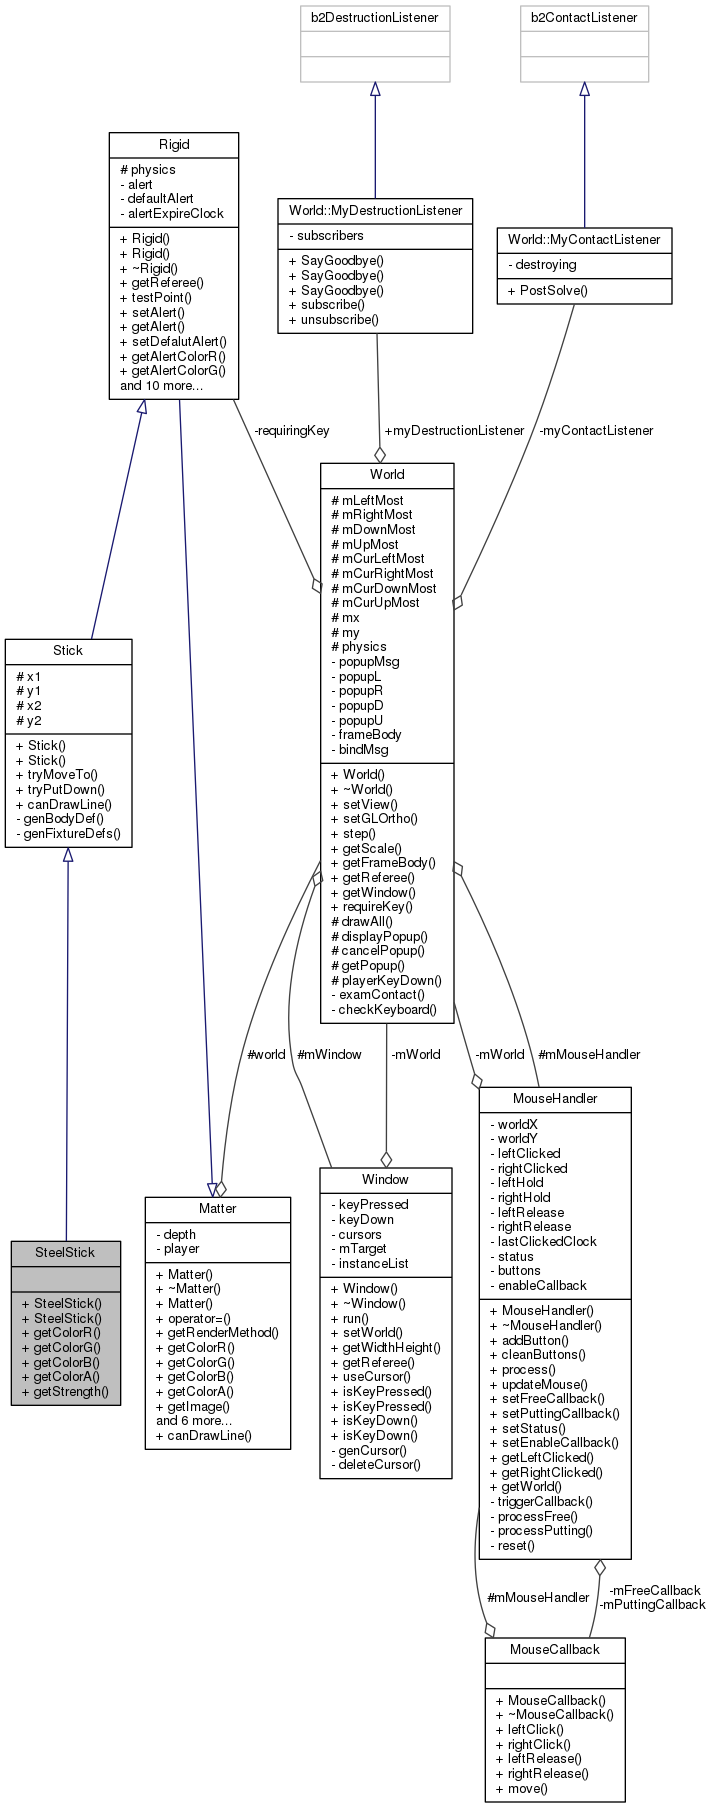 b2DestructionListener
b2ContactListener
Rigid
# physics
- alert
- defaultAlert
- alertExpireClock
+ Rigid()
+ Rigid()
+ ~Rigid()
+ getReferee()
+ testPoint()
+ setAlert()
+ getAlert()
+ setDefalutAlert()
+ getAlertColorR()
+ getAlertColorG()
and 10 more...
World::MyDestructionListener
- subscribers
+ SayGoodbye()
+ SayGoodbye()
+ SayGoodbye()
+ subscribe()
+ unsubscribe()
World::MyContactListener
- destroying
+ PostSolve()
-requiringKey
+myDestructionListener
-myContactListener
World
# mLeftMost
# mRightMost
# mDownMost
# mUpMost
# mCurLeftMost
# mCurRightMost
# mCurDownMost
# mCurUpMost
# mx
# my
# physics
- popupMsg
- popupL
- popupR
- popupD
- popupU
- frameBody
- bindMsg
+ World()
+ ~World()
+ setView()
+ setGLOrtho()
+ step()
+ getScale()
+ getFrameBody()
+ getReferee()
+ getWindow()
+ requireKey()
# drawAll()
# displayPopup()
# cancelPopup()
# getPopup()
# playerKeyDown()
- examContact()
- checkKeyboard()
Stick
# x1
# y1
# x2
# y2
+ Stick()
+ Stick()
+ tryMoveTo()
+ tryPutDown()
+ canDrawLine()
- genBodyDef()
- genFixtureDefs()
#world
#mWindow
-mWorld
-mWorld
#mMouseHandler
SteelStick
+ SteelStick()
+ SteelStick()
+ getColorR()
+ getColorG()
+ getColorB()
+ getColorA()
+ getStrength()
Matter
- depth
- player
+ Matter()
+ ~Matter()
+ Matter()
+ operator=()
+ getRenderMethod()
+ getColorR()
+ getColorG()
+ getColorB()
+ getColorA()
+ getImage()
and 6 more...
+ canDrawLine()
Window
- keyPressed
- keyDown
- cursors
- mTarget
- instanceList
+ Window()
+ ~Window()
+ run()
+ setWorld()
+ getWidthHeight()
+ getReferee()
+ useCursor()
+ isKeyPressed()
+ isKeyPressed()
+ isKeyDown()
+ isKeyDown()
- genCursor()
- deleteCursor()
MouseHandler
- worldX
- worldY
- leftClicked
- rightClicked
- leftHold
- rightHold
- leftRelease
- rightRelease
- lastClickedClock
- status
- buttons
- enableCallback
+ MouseHandler()
+ ~MouseHandler()
+ addButton()
+ cleanButtons()
+ process()
+ updateMouse()
+ setFreeCallback()
+ setPuttingCallback()
+ setStatus()
+ setEnableCallback()
+ getLeftClicked()
+ getRightClicked()
+ getWorld()
- triggerCallback()
- processFree()
- processPutting()
- reset()
#mMouseHandler
-mFreeCallback
-mPuttingCallback
MouseCallback
+ MouseCallback()
+ ~MouseCallback()
+ leftClick()
+ rightClick()
+ leftRelease()
+ rightRelease()
+ move()